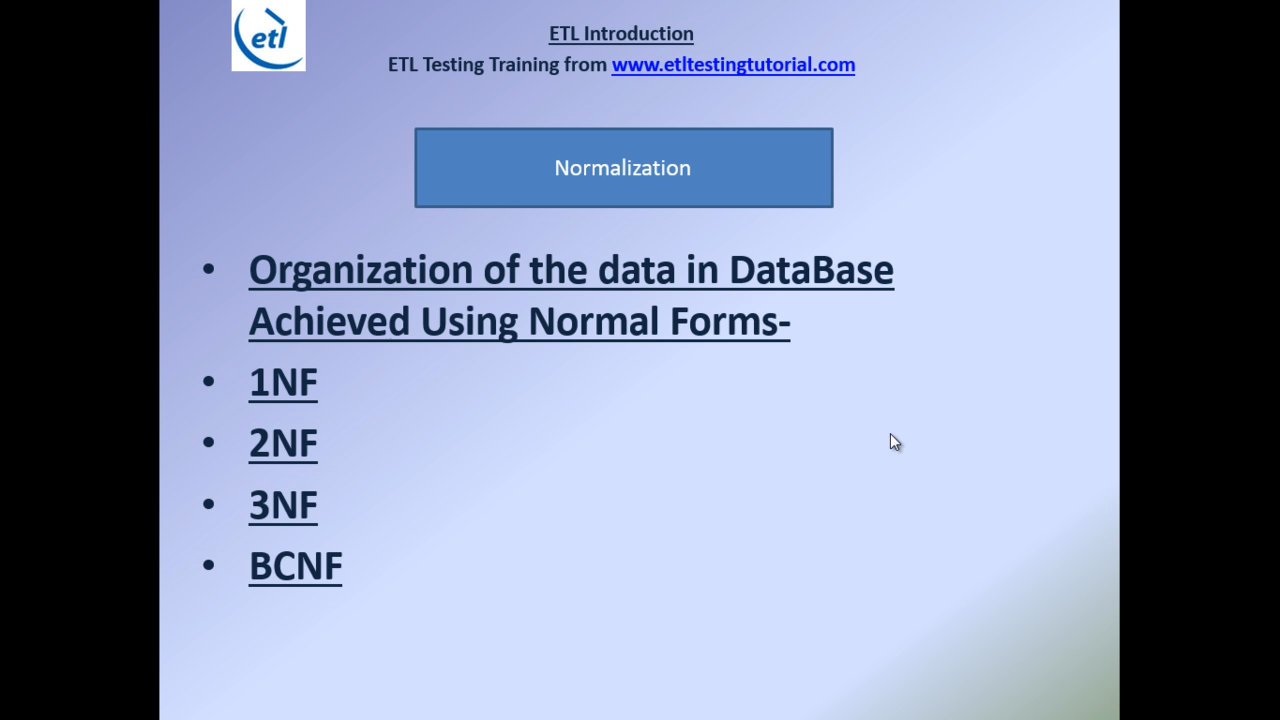 etl
ETL Introduction
ETL Testing Training from www.etltestingtutorial.com
Normalization
• Organization of the data in DataBase
Achieved Using Normal Forms-
• 1NF
• 2NF
• 3NF
• BCNF